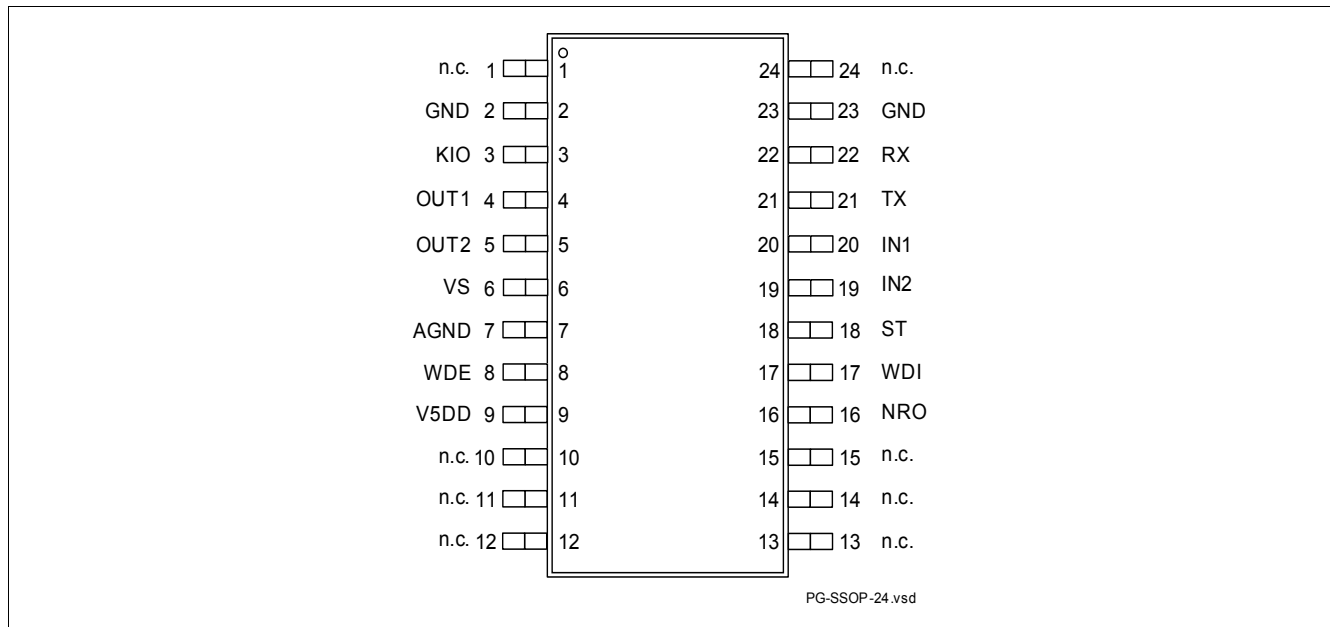 n.c. 1 1 24 24 n.c.
GND 2 2 23 23 GND
KIO 3 3 22 22 RX
OUT1 4 4 21 21 TX
OUT2 5 5 20 20 IN1
VS 6 6 19 19 IN2
AGND 7 7 18 18 ST
WDE 8 8 17 17 WDI
V5DD 9 9 16 16 NRO
n.c. 10 10 15 15 n.c.
n.c. 11 11 14 14 n.c.
n.c. 12 12 13 13 n.c.
PG-SSOP-24.vsd